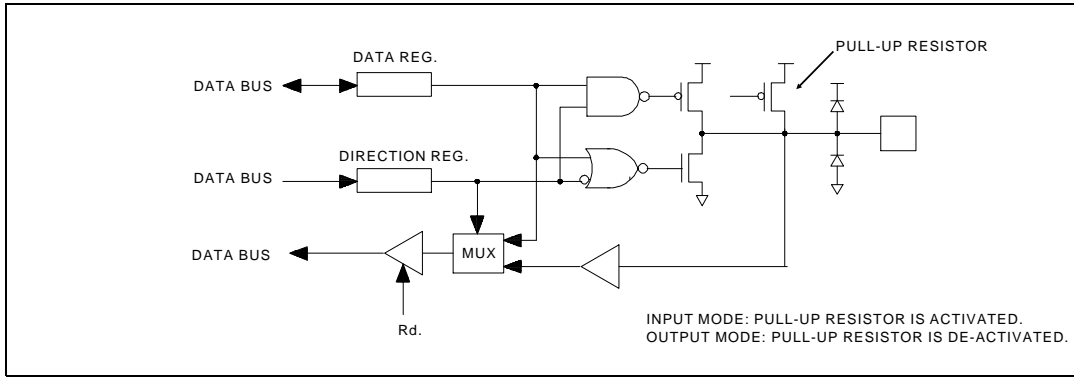 PULL-UP RESISTOR
DATA REG.
DATA BUS
DIRECTION REG.
DATA BUS
DATA BUS
MUX
Rd.
INPUT MODE: PULL-UP RESISTOR IS ACTIVATED.
OUTPUT MODE: PULL-UP RESISTOR IS DE-ACTIVATED.